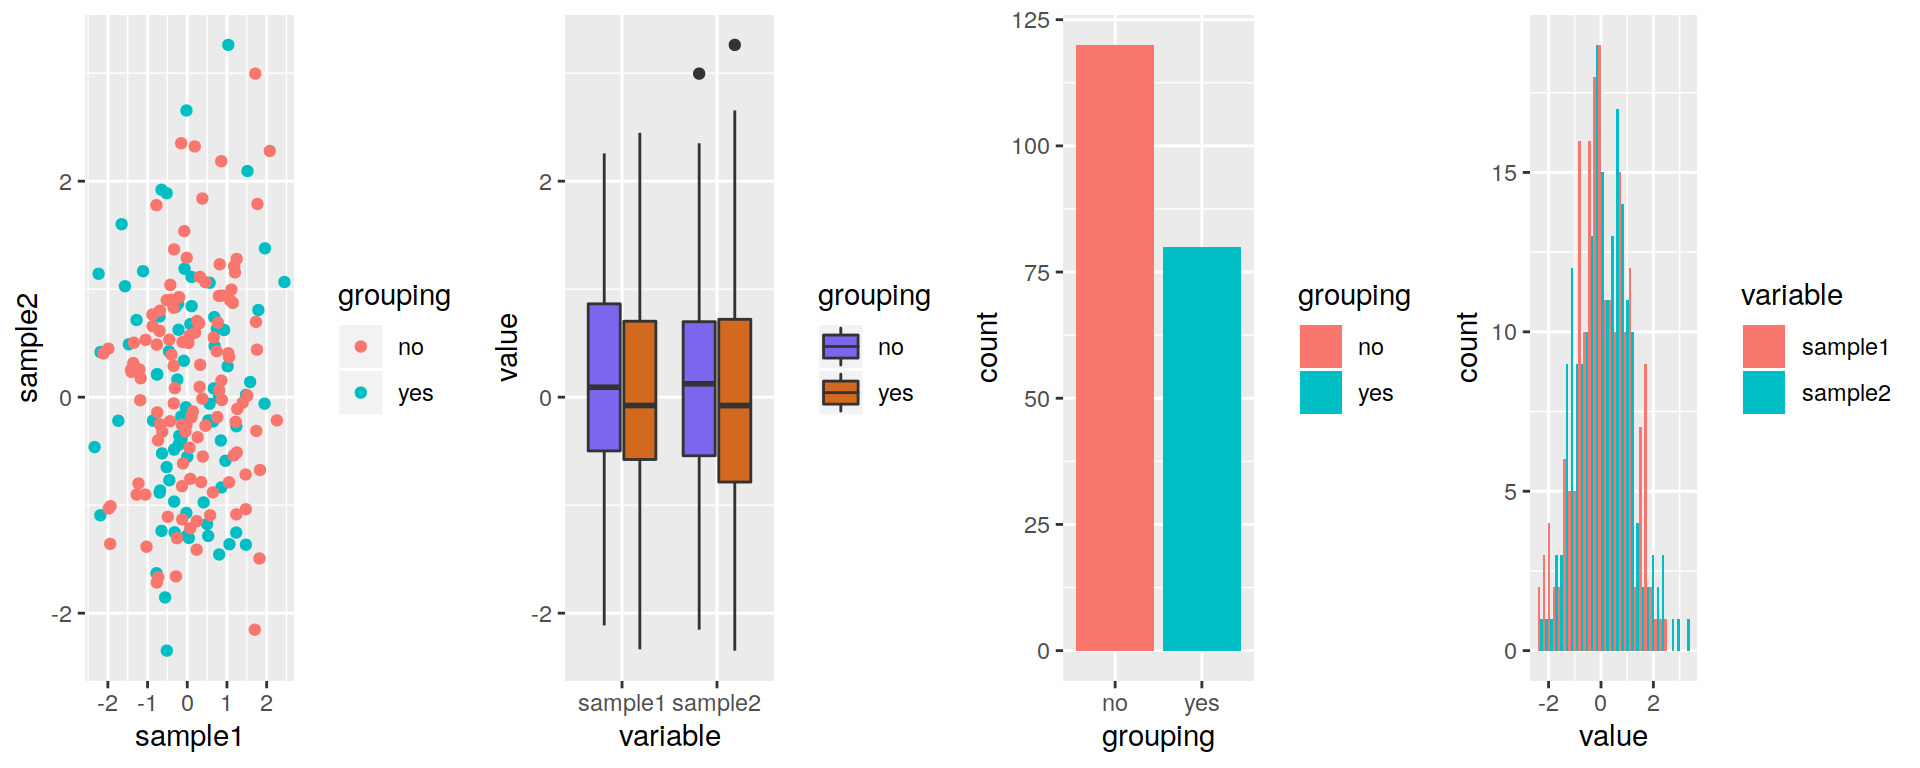 sample2
2
0
-2
-2 -1 0 1 2
sample1
grouping
no
yes
value
2
0
-2
sample1 sample2
variable
grouping
no
yes
count
125
100
75
50
25
0
no yes
grouping
grouping
no
yes
count
15
10
5
0
-2 0 2
value
variable
sample1
sample2